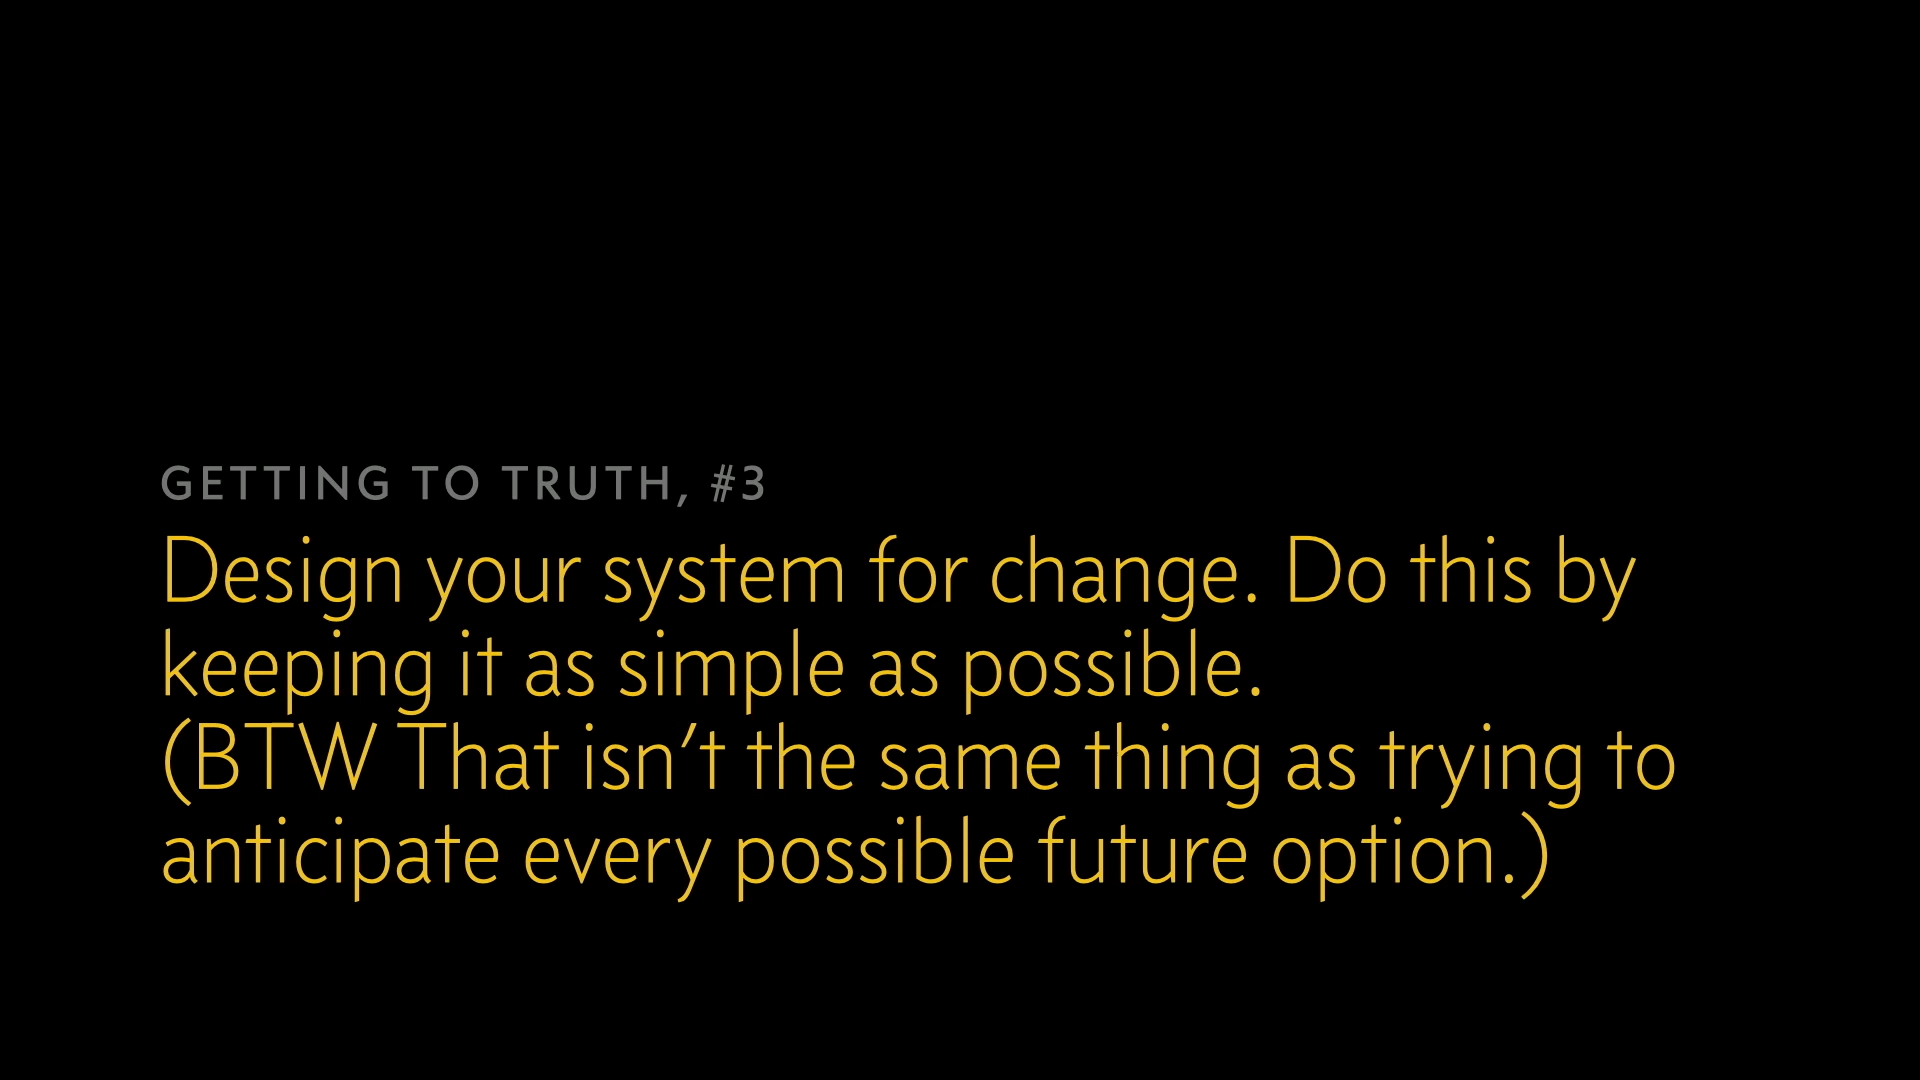 GETTING TO TRUTH, #3
Design your system for change. Do this by
keeping it as simple as possible.
(BTW That isn’t the same thing as trying to
anticipate every possible future option.)